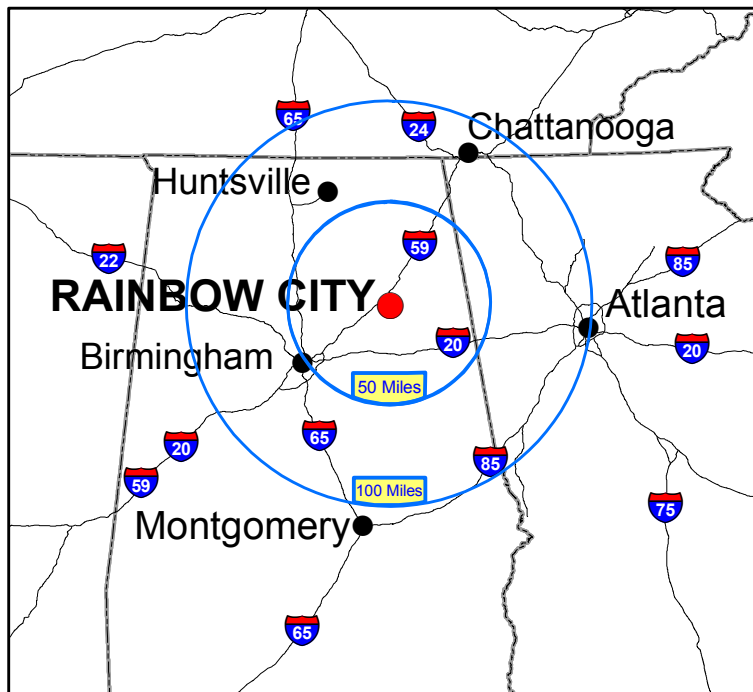 65
24
Chattanooga
Huntsville
59
22
85
RAINBOW CITY
Atlanta
20
20
Birmingham
50 Miles
65
20
85
59
100 Miles
75
Montgomery
65